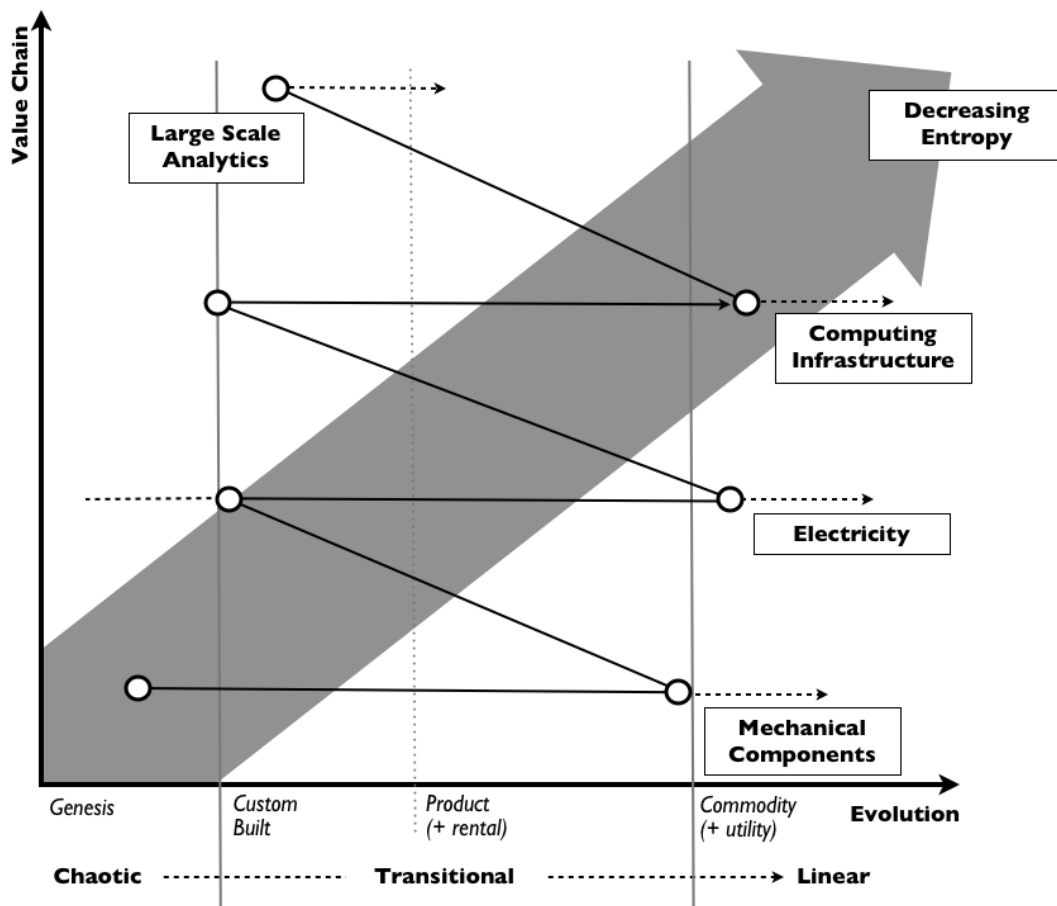 Value Chain
Large Scale
Analytics
Decreasing
Entropy
Computing
Infrastructure
Electricity
Mechanical
Components
Genesis
Custom
Built
Product
(+ rental)
Commodity
(+ utility)
Evolution
Chaotic
Transitional
Linear